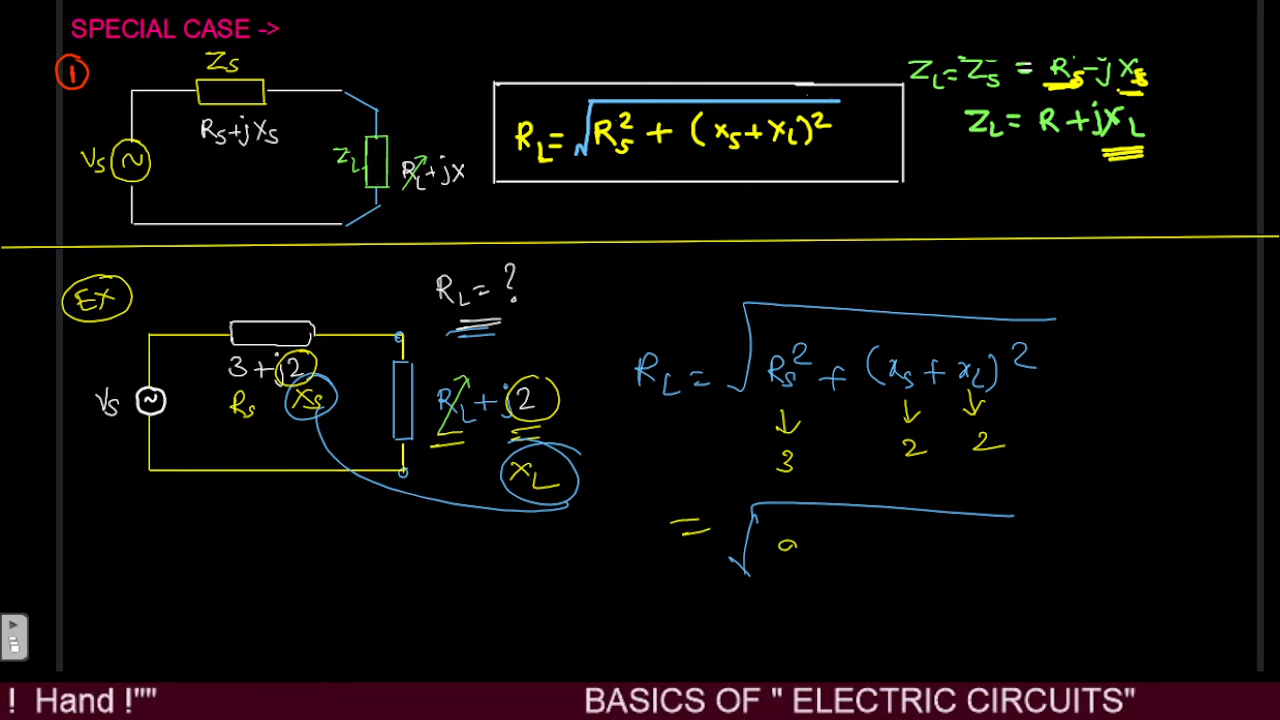 SPECIAL CASE ->
1
Zs
Rs+jXs
Vs
ZL
RL+jX
RL=√Rs²+(xs+xL)²
ZL=Zs*=Rs-jXs
ZL=R+jXL
EX
RL=?
3+j2
Rs Xs
Vs
RL+j2
XL
RL=√Rs²+(xs+xL)²
3 2 2
=√
! Hand !""
BASICS OF " ELECTRIC CIRCUITS"